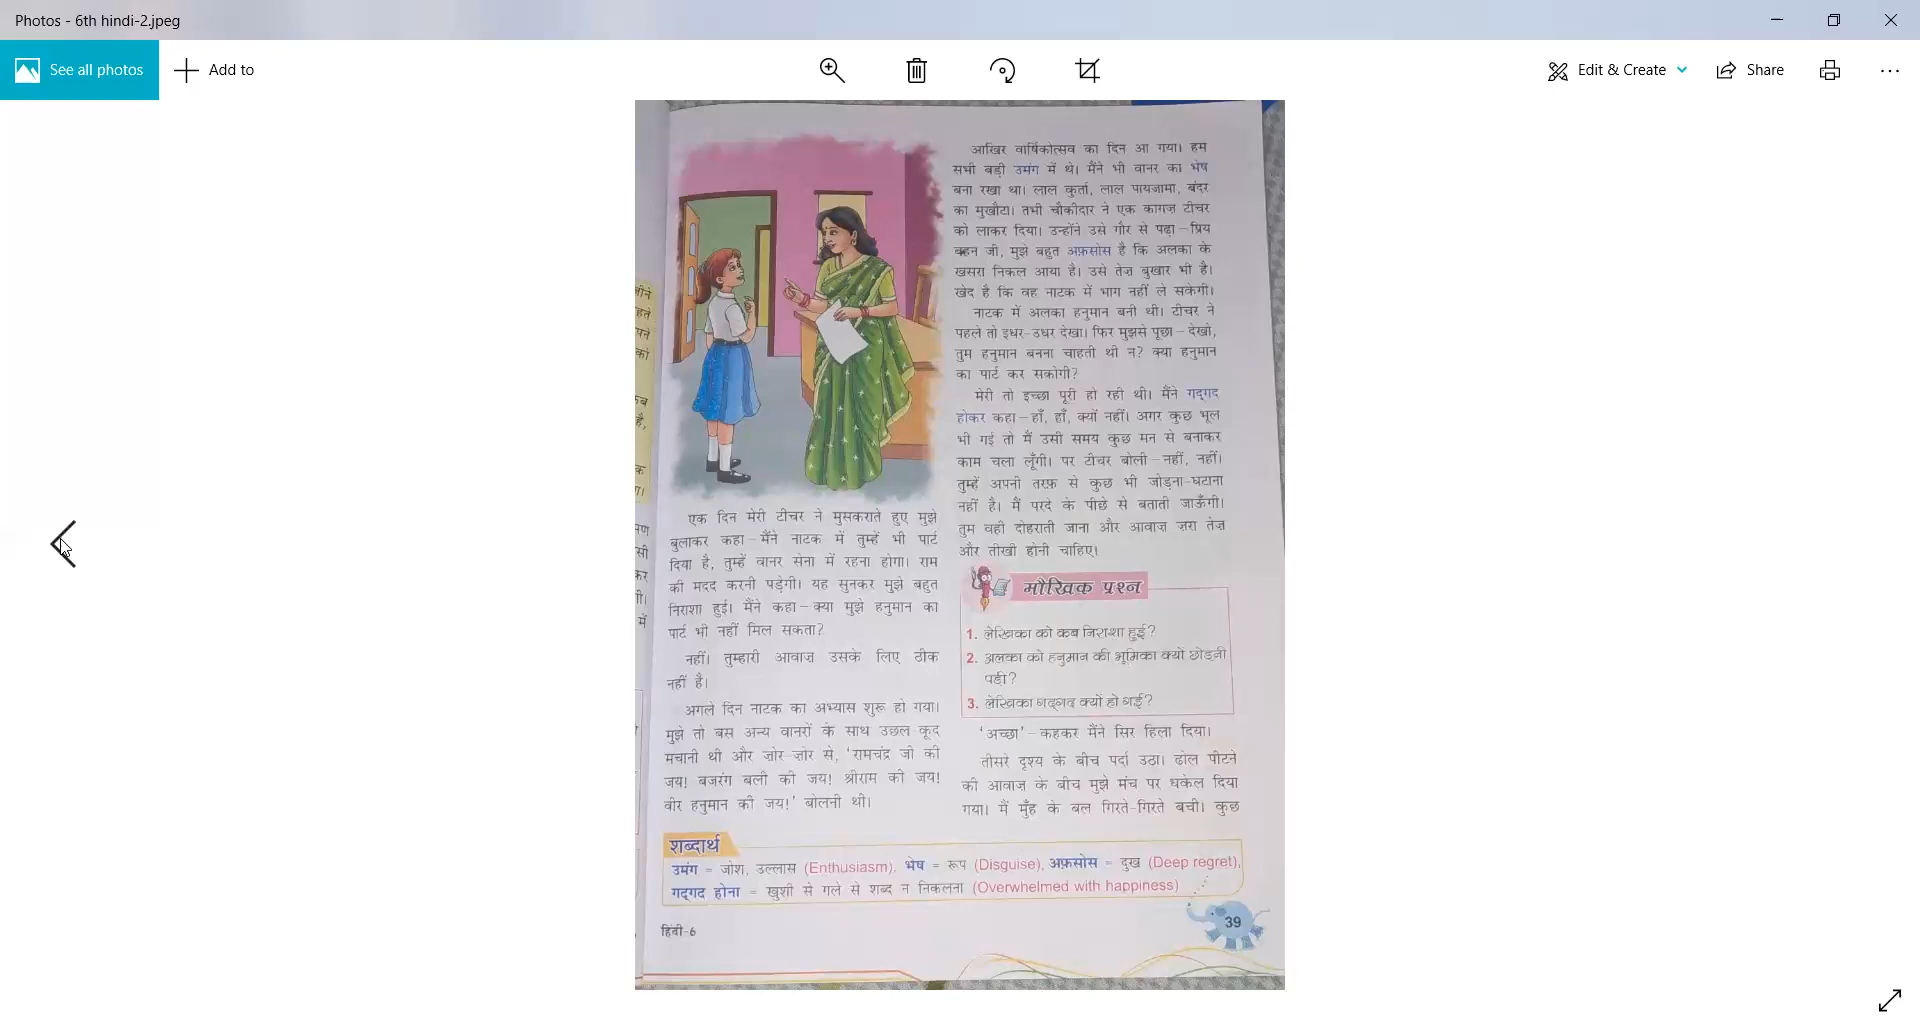 Photos - 6th hindi-2.jpeg
See all photos
Add to
Edit & Create
Share
एक दिन मेरी टीचर ने मुसकराते हुए मुझे
बुलाकर कहा – मैंने नाटक में तुम्हें भी पार्ट
दिया है, तुम्हें वानर सेना में रहना होगा। राम
की मदद करनी पड़ेगी। यह सुनकर मुझे बहुत
निराशा हुई। मैंने कहा – क्या मुझे हनुमान का
पार्ट भी नहीं मिल सकता?
नहीं। तुम्हारी आवाज़ उसके लिए ठीक
नहीं है।
अगले दिन नाटक का अभ्यास शुरू हो गया।
मुझे तो बस अन्य वानरों के साथ उछल कूद
मचानी थी और ज़ोर-ज़ोर से, 'रामचंद्र जी की
जय! बजरंग बली की जय! श्रीराम की जय!
वीर हनुमान की जय!' बोलनी थी।
आखिर वार्षिकोत्सव का दिन आ गया। हम
सभी बड़ी उमंग में थे। मैंने भी वानर का भेष
बना रखा था। लाल कुर्ता, लाल पायजामा, बंदर
का मुखौटा। तभी चौकीदार ने एक कागज़ टीचर
को लाकर दिया। उन्होंने उसे गौर से पढ़ा – प्रिय
बहन जी, मुझे बहुत अफ़सोस है कि अलका के
खसरा निकल आया है। उसे तेज़ बुखार भी है।
खेद है कि वह नाटक में भाग नहीं ले सकेगी।
नाटक में अलका हनुमान बनी थी। टीचर ने
पहले तो इधर-उधर देखा। फिर मुझसे पूछा – देखो,
तुम हनुमान बनना चाहती थी न? क्या हनुमान
का पार्ट कर सकोगी?
मेरी तो इच्छा पूरी हो रही थी। मैंने गद्गद
होकर कहा – हाँ, हाँ, क्यों नहीं। अगर कुछ भूल
भी गई तो मैं उसी समय कुछ मन से बनाकर
काम चला लूँगी। पर टीचर बोली – नहीं, नहीं।
तुम्हें अपनी तरफ़ से कुछ भी जोड़ना-घटाना
नहीं है। मैं परदे के पीछे से बताती जाऊँगी।
तुम वही दोहराती जाना और आवाज़ ज़रा तेज़
और तीखी होनी चाहिए।
मौखिक प्रश्न
1. लेखिका को कब निराशा हुई?
2. अलका को हनुमान की भूमिका क्यों छोड़नी
पड़ी?
3. लेखिका गद्गद क्यों हो गई?
'अच्छा' – कहकर मैंने सिर हिला दिया।
तीसरे दृश्य के बीच पर्दा उठा। ढोल पीटने
की आवाज़ के बीच मुझे मंच पर धकेल दिया
गया। मैं मुँह के बल गिरते-गिरते बची। कुछ
शब्दार्थ
उमंग = जोश, उल्लास (Enthusiasm), भेष = रूप (Disguise), अफ़सोस = दुख (Deep regret),
गद्गद होना = खुशी से गले से शब्द न निकलना (Overwhelmed with happiness)
हिंदी-6
39